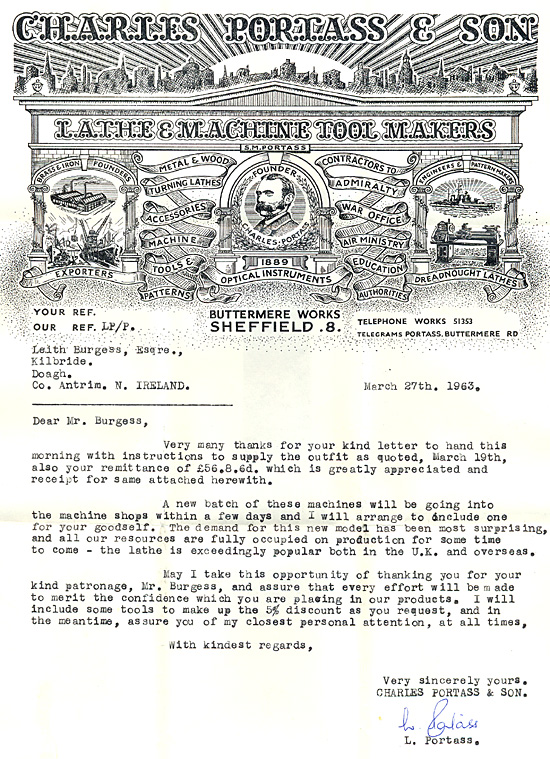 CHARLES PORTASS & SON
LATHE & MACHINE TOOL MAKERS
S.M. PORTASS
BRASS & IRON FOUNDERS
EXPORTERS
METAL & WOOD
TURNING LATHES
ACCESSORIES
MACHINE
TOOLS &
PATTERNS
FOUNDER
CHARLES PORTASS
1889
OPTICAL INSTRUMENTS
CONTRACTORS TO
ADMIRALTY
WAR OFFICE
AIR MINISTRY
EDUCATION
AUTHORITIES
ENGINEERS & PATTERN MAKERS
DREADNOUGHT LATHES
YOUR REF.
OUR REF. LP/P.
BUTTERMERE WORKS
SHEFFIELD .8.
TELEPHONE WORKS 51353
TELEGRAMS PORTASS, BUTTERMERE RD
Leith Burgess, Esqre.,
Kilbride.
Doagh.
Co. Antrim. N. IRELAND.
March 27th. 1963.
Dear Mr. Burgess,
Very many thanks for your kind letter to hand this
morning with instructions to supply the outfit as quoted, March 19th,
also your remittance of £56.8.6d. which is greatly appreciated and
receipt for same attached herewith.
A new batch of these machines will be going into
the machine shops within a few days and I will arrange to include one
for your goodself. The demand for this new model has been most surprising,
and all our resources are fully occupied on production for some time
to come - the lathe is exceedingly popular both in the U.K. and overseas.
May I take this opportunity of thanking you for your
kind patronage, Mr. Burgess, and assure that every effort will be made
to merit the confidence which you are placing in our products. I will
include some tools to make up the 5% discount as you request, and in
the meantime, assure you of my closest personal attention, at all times,
With kindest regards,
Very sincerely yours.
CHARLES PORTASS & SON.
L. Portass
L. Portass.